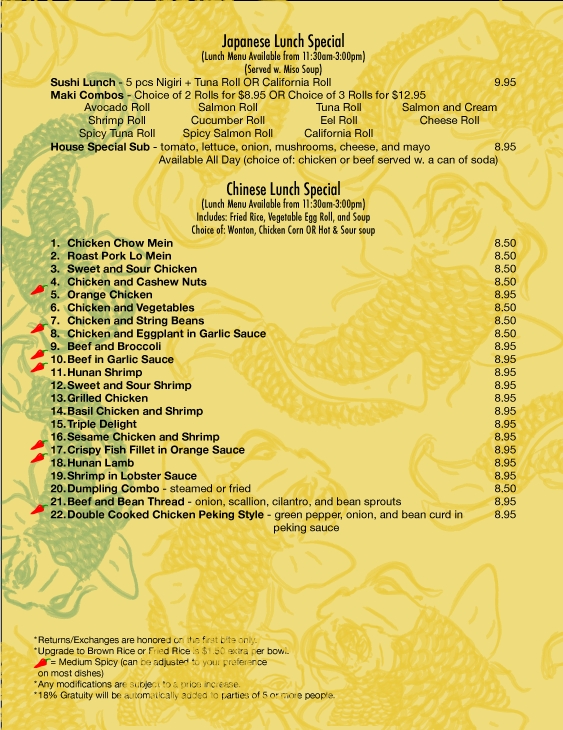 Japanese Lunch Special
(Lunch Menu Available from 11:30am-3:00pm)
(Served w. Miso Soup)
Sushi Lunch - 5 pcs Nigiri + Tuna Roll OR California Roll 9.95
Maki Combos - Choice of 2 Rolls for $8.95 OR Choice of 3 Rolls for $12.95
Avocado Roll Salmon Roll Tuna Roll Salmon and Cream
Shrimp Roll Cucumber Roll Eel Roll Cheese Roll
Spicy Tuna Roll Spicy Salmon Roll California Roll
House Special Sub - tomato, lettuce, onion, mushrooms, cheese, and mayo 8.95
Available All Day (choice of: chicken or beef served w. a can of soda)
Chinese Lunch Special
(Lunch Menu Available from 11:30am-3:00pm)
Includes: Fried Rice, Vegetable Egg Roll, and Soup
Choice of: Wonton, Chicken Corn OR Hot & Sour soup
1. Chicken Chow Mein 8.50
2. Roast Pork Lo Mein 8.50
3. Sweet and Sour Chicken 8.50
4. Chicken and Cashew Nuts 8.50
5. Orange Chicken 8.95
6. Chicken and Vegetables 8.50
7. Chicken and String Beans 8.50
8. Chicken and Eggplant in Garlic Sauce 8.50
9. Beef and Broccoli 8.95
10. Beef in Garlic Sauce 8.95
11. Hunan Shrimp 8.95
12. Sweet and Sour Shrimp 8.95
13. Grilled Chicken 8.95
14. Basil Chicken and Shrimp 8.95
15. Triple Delight 8.95
16. Sesame Chicken and Shrimp 8.95
17. Crispy Fish Fillet in Orange Sauce 8.95
18. Hunan Lamb 8.95
19. Shrimp in Lobster Sauce 8.95
20. Dumpling Combo - steamed or fried 8.50
21. Beef and Bean Thread - onion, scallion, cilantro, and bean sprouts 8.95
22. Double Cooked Chicken Peking Style - green pepper, onion, and bean curd in 8.95
peking sauce
*Returns/Exchanges are honored on the first bite only.
*Upgrade to Brown Rice or Fried Rice is $1.50 extra per bowl.
= Medium Spicy (can be adjusted to your preference
on most dishes)
*Any modifications are subject to a price increase.
*18% Gratuity will be automatically added to parties of 5 or more people.